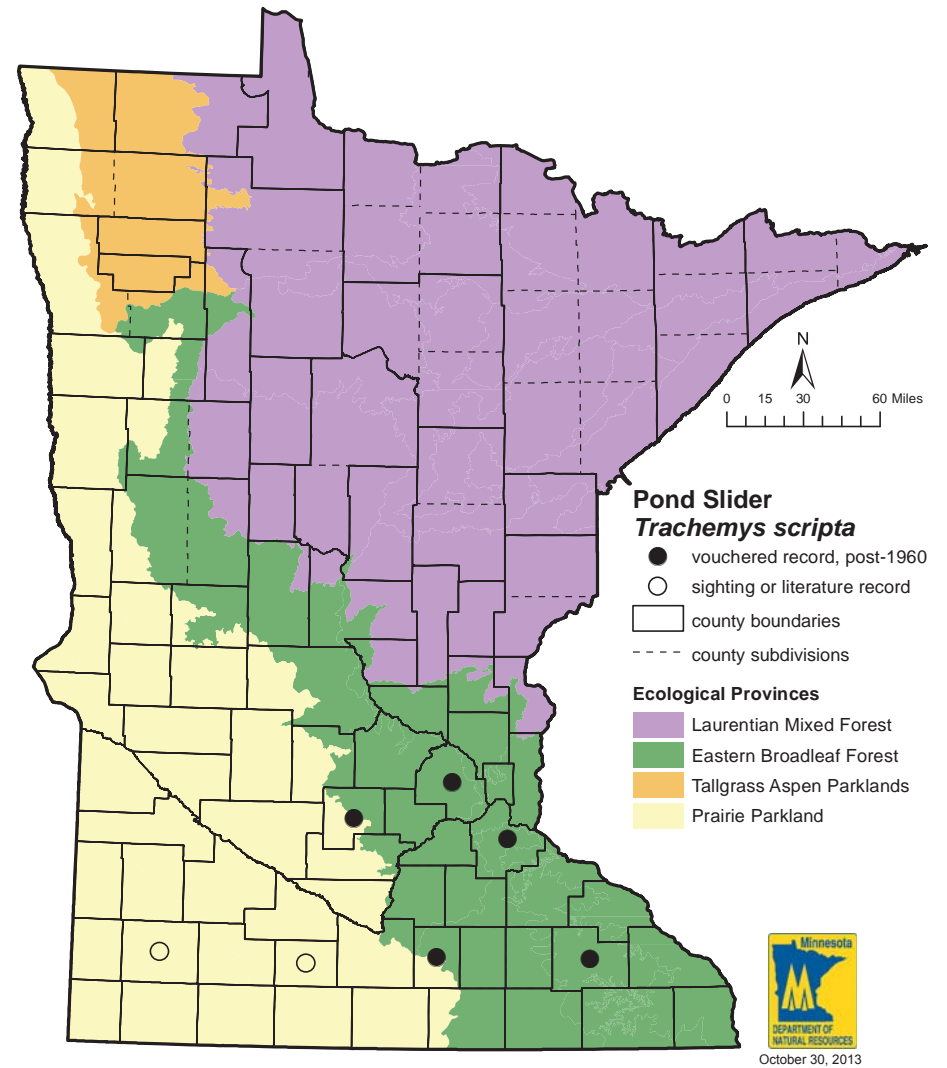 N
0 15 30 60 Miles
Pond Slider
Trachemys scripta
vouchered record, post-1960
sighting or literature record
county boundaries
county subdivisions
Ecological Provinces
Laurentian Mixed Forest
Eastern Broadleaf Forest
Tallgrass Aspen Parklands
Prairie Parkland
Minnesota
M
DEPARTMENT OF
NATURAL RESOURCES
October 30, 2013